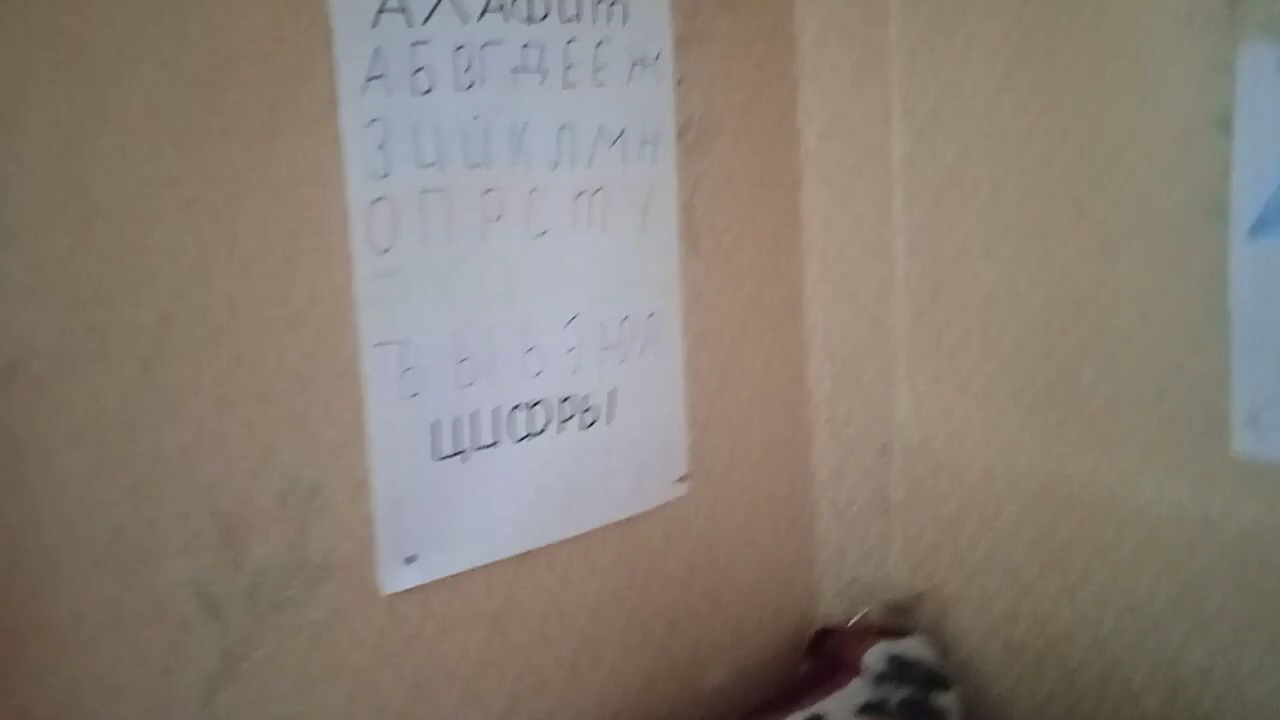 А Б В Г Д Е Ё Ж
З И Й К Л М Н
О П Р С Т У
Ъ Ы Ь Э Ю Я
ЦИФРЫ